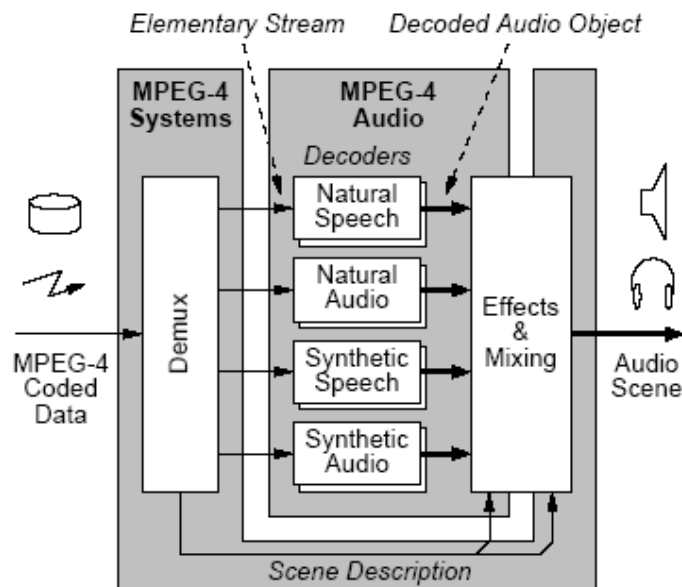 Elementary Stream
Decoded Audio Object
MPEG-4
Systems
MPEG-4
Audio
Decoders
Natural
Speech
Natural
Audio
Synthetic
Speech
Synthetic
Audio
Demux
Effects
&
Mixing
MPEG-4
Coded
Data
Audio
Scene
Scene Description